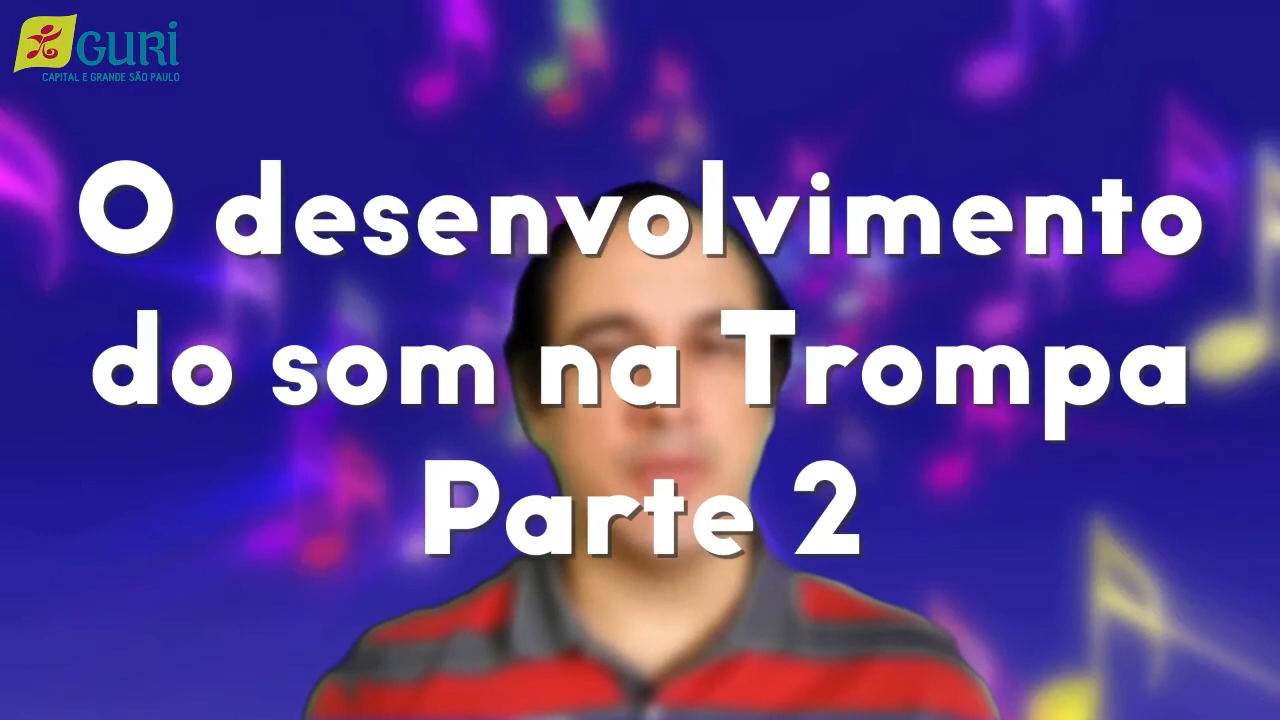 GURI
CAPITAL E GRANDE SÃO PAULO
O desenvolvimento
do som na Trompa
Parte 2